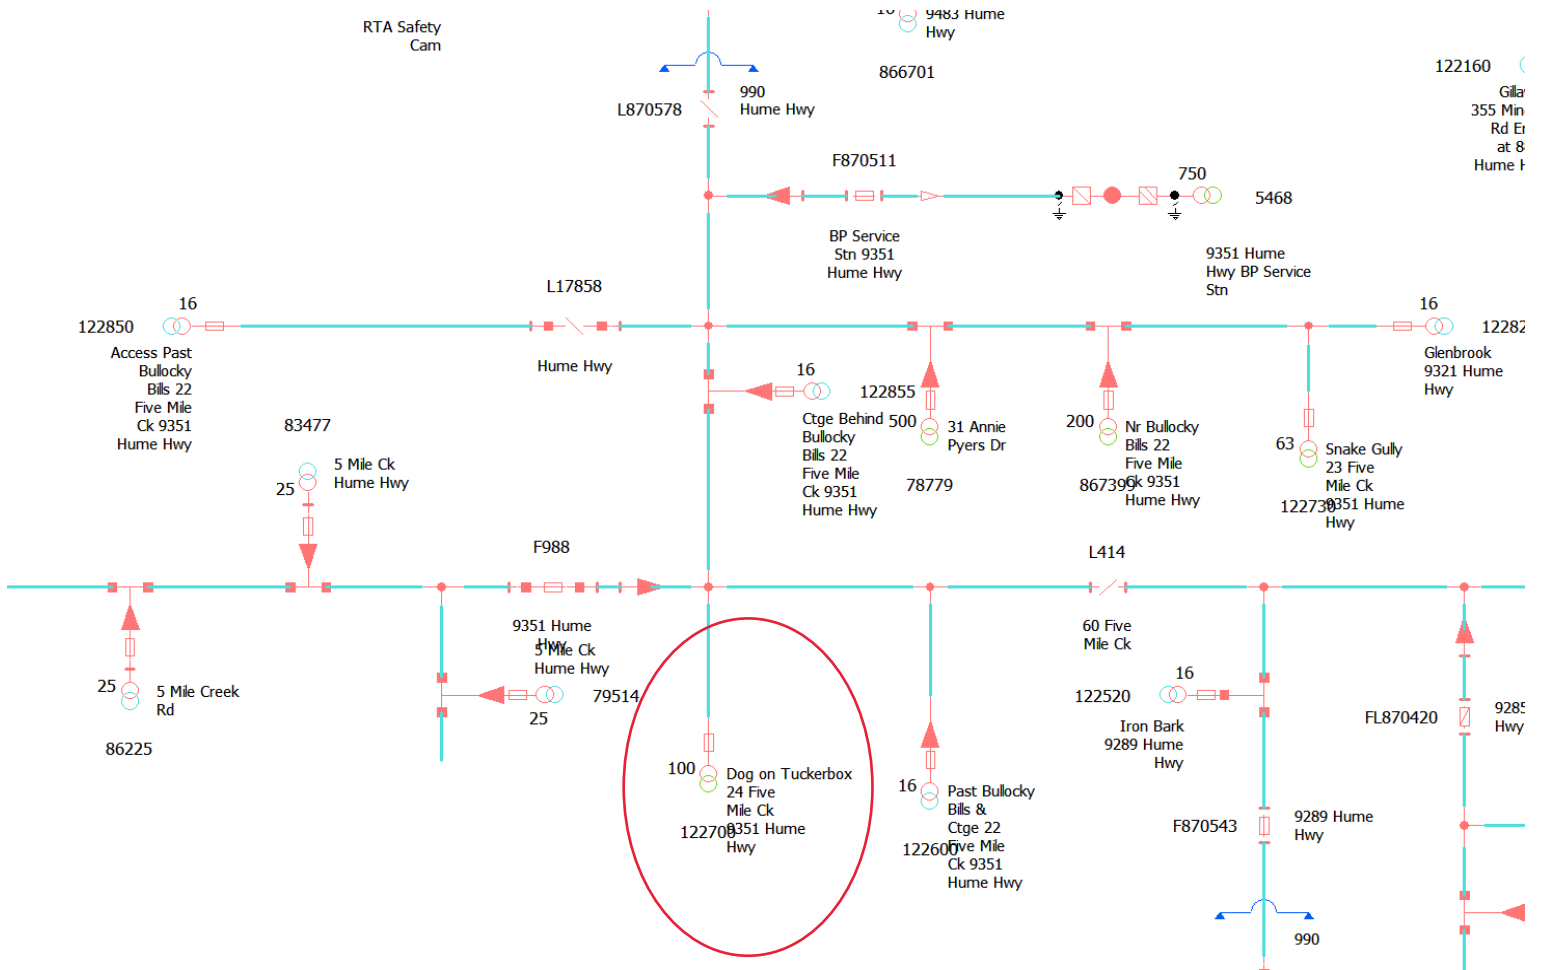 RTA Safety
Cam
9483 Hume
Hwy
866701
990
Hume Hwy
L870578
122160
355 Min
Rd
at
Hume
F870511
750
5468
BP Service
Stn 9351
Hume Hwy
9351 Hume
Hwy BP Service
Stn
L17858
Hume Hwy
16
122850
Access Past
Bullocky
Bills 22
Five Mile
Ck 9351
Hume Hwy
16
Glenbrook
9321 Hume
Hwy
16
122855
Ctge Behind
Bullocky
Bills 22
Five Mile
Ck 9351
Hume Hwy
500
31 Annie
Pyers Dr
78779
200
Nr Bullocky
Bills 22
Five Mile
Ck 9351
Hume Hwy
867399
63
Snake Gully
23 Five
Mile Ck
9351 Hume
Hwy
83477
5 Mile Ck
Hume Hwy
25
F988
9351 Hume
Hwy
L414
60 Five
Mile Ck
5 Mile Ck
Hume Hwy
79514
25
25
5 Mile Creek
Rd
86225
100
Dog on Tuckerbox
24 Five
Mile Ck
9351 Hume
Hwy
122700
16
Past Bullocky
Bills &
Ctge 22
Five Mile
Ck 9351
Hume Hwy
122600
16
122520
Iron Bark
9289 Hume
Hwy
FL870420
Hwy
F870543
9289 Hume
Hwy
990